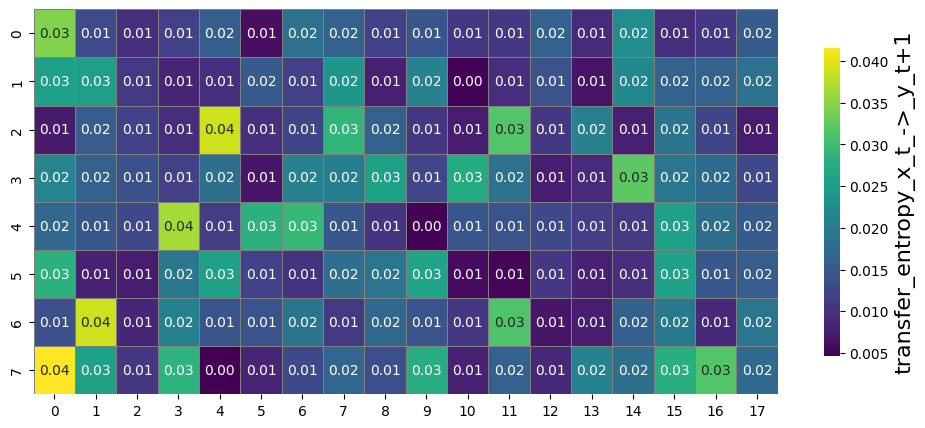 0 0.03 0.01 0.01 0.01 0.02 0.01 0.02 0.02 0.01 0.01 0.01 0.01 0.02 0.01 0.02 0.01 0.01 0.02
1 0.03 0.03 0.01 0.01 0.01 0.02 0.01 0.02 0.01 0.02 0.00 0.01 0.01 0.01 0.02 0.02 0.02 0.02
2 0.01 0.02 0.01 0.01 0.04 0.01 0.01 0.03 0.02 0.01 0.01 0.03 0.01 0.02 0.01 0.02 0.01 0.01
3 0.02 0.02 0.01 0.01 0.02 0.01 0.02 0.02 0.03 0.01 0.03 0.02 0.01 0.01 0.03 0.02 0.02 0.01
4 0.02 0.01 0.01 0.04 0.01 0.03 0.03 0.01 0.01 0.00 0.01 0.01 0.01 0.01 0.01 0.03 0.02 0.02
5 0.03 0.01 0.01 0.02 0.03 0.01 0.01 0.02 0.02 0.03 0.01 0.01 0.01 0.01 0.01 0.03 0.01 0.02
6 0.01 0.04 0.01 0.02 0.01 0.01 0.02 0.01 0.02 0.01 0.01 0.03 0.01 0.01 0.02 0.02 0.01 0.02
7 0.04 0.03 0.01 0.03 0.00 0.01 0.01 0.02 0.01 0.03 0.01 0.02 0.01 0.02 0.02 0.03 0.03 0.02
0 1 2 3 4 5 6 7 8 9 10 11 12 13 14 15 16 17
0.040
0.035
0.030
0.025
0.020
0.015
0.010
0.005
transfer_entropy_x_t_->_y_t+1